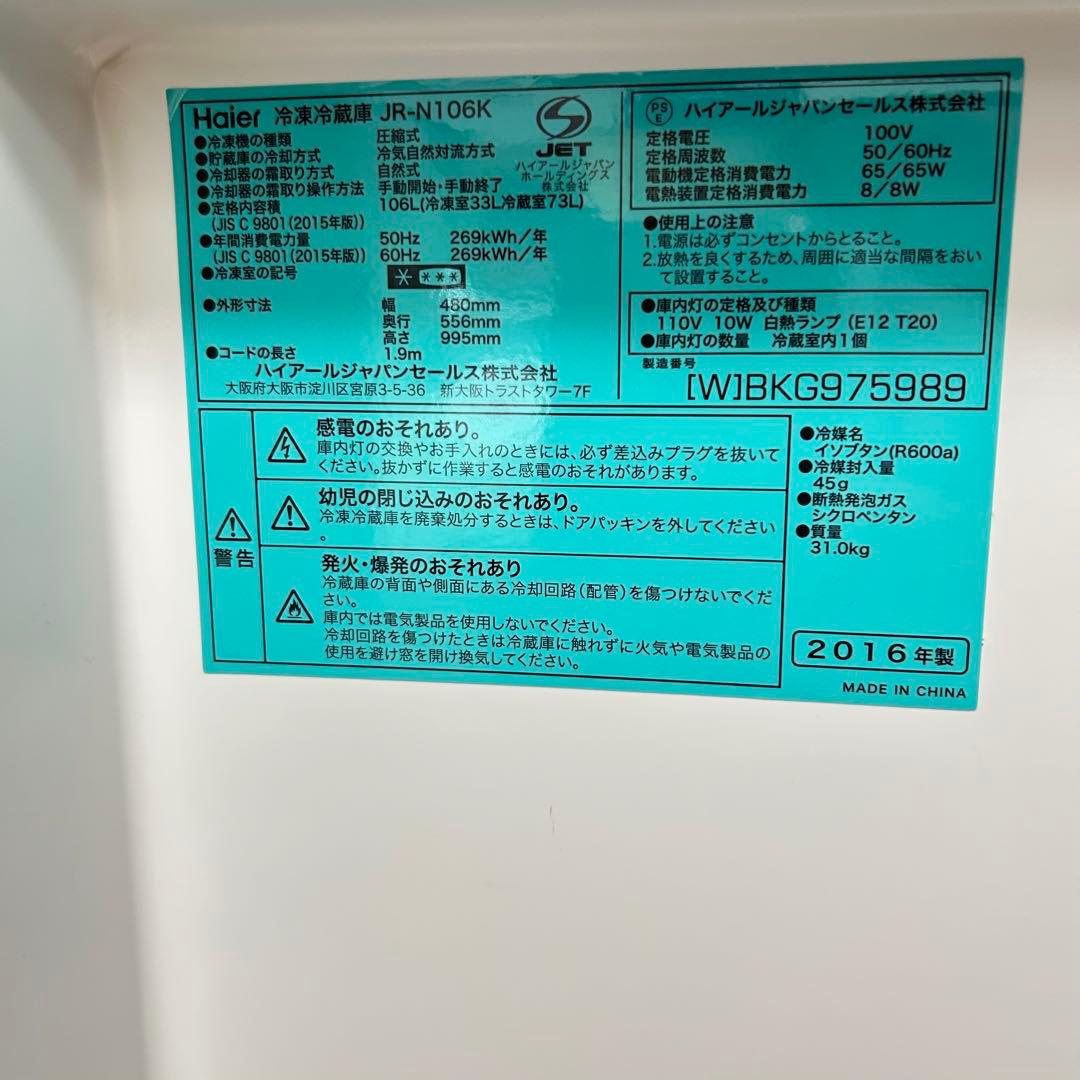 Haier 冷凍冷蔵庫 JR-N106K
●冷凍機の種類 圧縮式
●貯蔵庫の冷却方式 冷気自然対流方式
●冷却器の霜取り方式 自然式
●冷却器の霜取り操作方法 手動開始・手動終了
●定格内容積 106L(冷凍室33L冷蔵室73L)
(JIS C 9801(2015年版))
●年間消費電力量 50Hz 269kWh/年
(JIS C 9801(2015年版)) 60Hz 269kWh/年
●冷凍室の記号
●外形寸法 幅 480mm
奥行 556mm
高さ 995mm
●コードの長さ 1.9m
ハイアールジャパンセールス株式会社
大阪府大阪市淀川区宮原3-5-36 新大阪トラストタワー7F
S
JET
ハイアールジャパン
ホールディングス
株式会社
PS
E
ハイアールジャパンセールス株式会社
定格電圧 100V
定格周波数 50/60Hz
電動機定格消費電力 65/65W
電熱装置定格消費電力 8/8W
●使用上の注意
1.電源は必ずコンセントからとること。
2.放熱を良くするため、周囲に適当な間隔をおい
て設置すること。
●庫内灯の定格及び種類
110V 10W 白熱ランプ (E12 T20)
●庫内灯の数量 冷蔵室内1個
製造番号
[W]BKG975989
警告
感電のおそれあり。
庫内灯の交換やお手入れのときには、必ず差込みプラグを抜いて
ください。抜かずに作業すると感電のおそれがあります。
幼児の閉じ込みのおそれあり。
冷凍冷蔵庫を廃棄処分するときは、ドアパッキンを外してください
。
発火・爆発のおそれあり
冷蔵庫の背面や側面にある冷却回路(配管)を傷つけないでくだ
さい。
庫内では電気製品を使用しないでください。
冷却回路を傷つけたときは冷蔵庫に触れずに火気や電気製品の
使用を避け窓を開け換気してください。
●冷媒名
イソブタン(R600a)
●冷媒封入量
45g
●断熱発泡ガス
シクロペンタン
●質量
31.0kg
2016年製
MADE IN CHINA